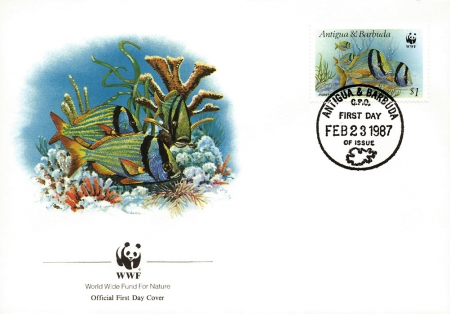 Antigua & Barbuda
WWF
$1
ANTIGUA & BARBUDA
G.P.O.
FIRST DAY
FEB 23 1987
OF ISSUE
WWF
World Wide Fund For Nature
Official First Day Cover